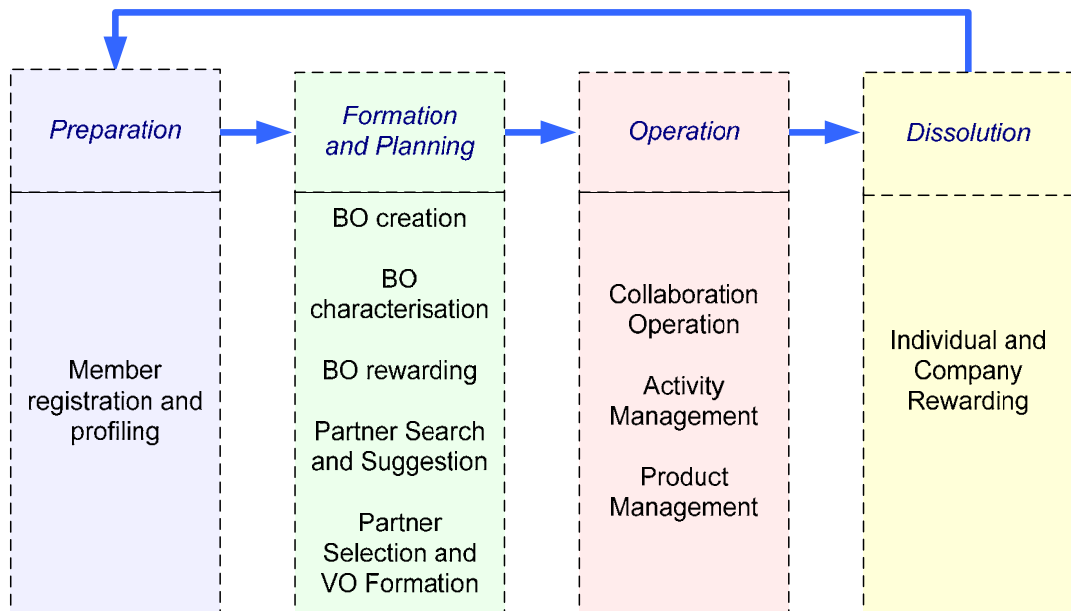 Preparation
Formation
and Planning
Operation
Dissolution
Member
registration and
profiling
BO creation
BO
characterisation
BO rewarding
Partner Search
and Suggestion
Partner
Selection and
VO Formation
Collaboration
Operation
Activity
Management
Product
Management
Individual and
Company
Rewarding